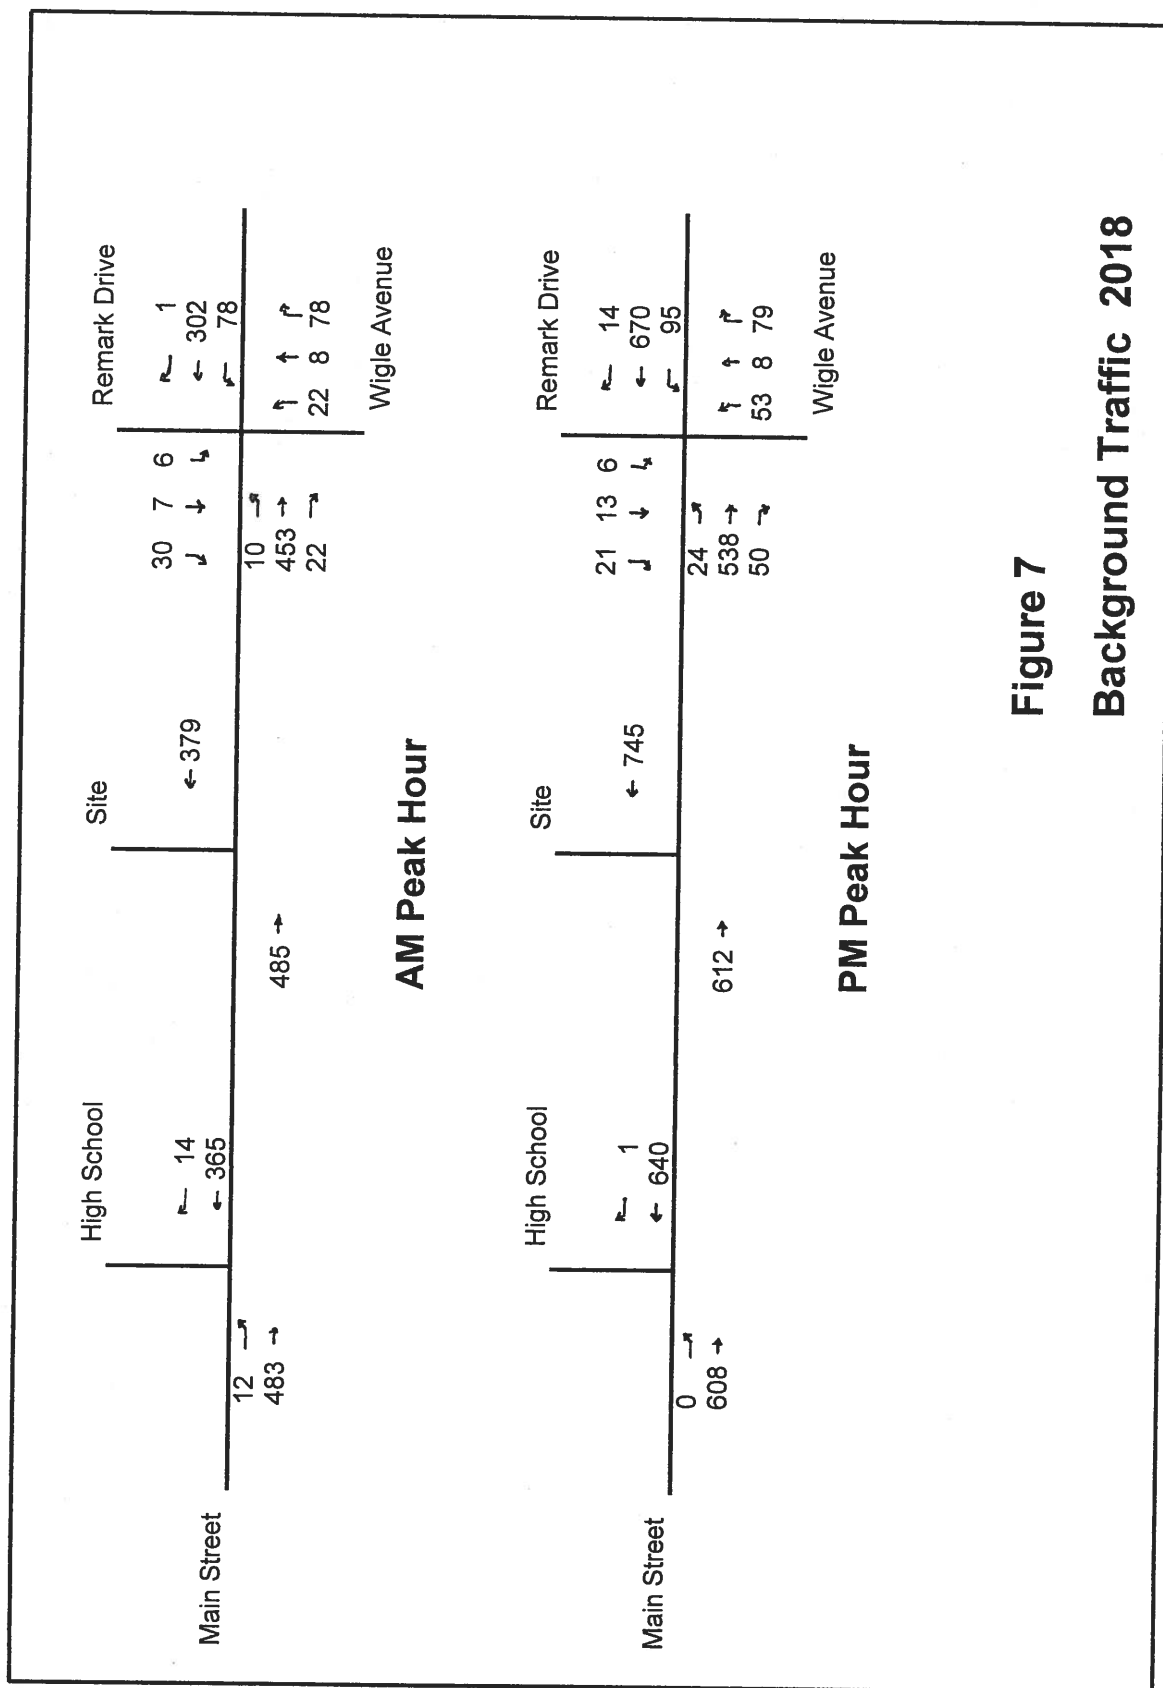 Remark Drive
Site
High School
30 7 6
1
302
78
379
14
365
Main Street
12
483
485
10
453
22
22 8 78
Wigle Avenue
AM Peak Hour
Remark Drive
Site
High School
21 13 6
14
670
95
745
1
640
Main Street
0
608
612
24
538
50
53 8 79
Wigle Avenue
PM Peak Hour
Figure 7
Background Traffic 2018